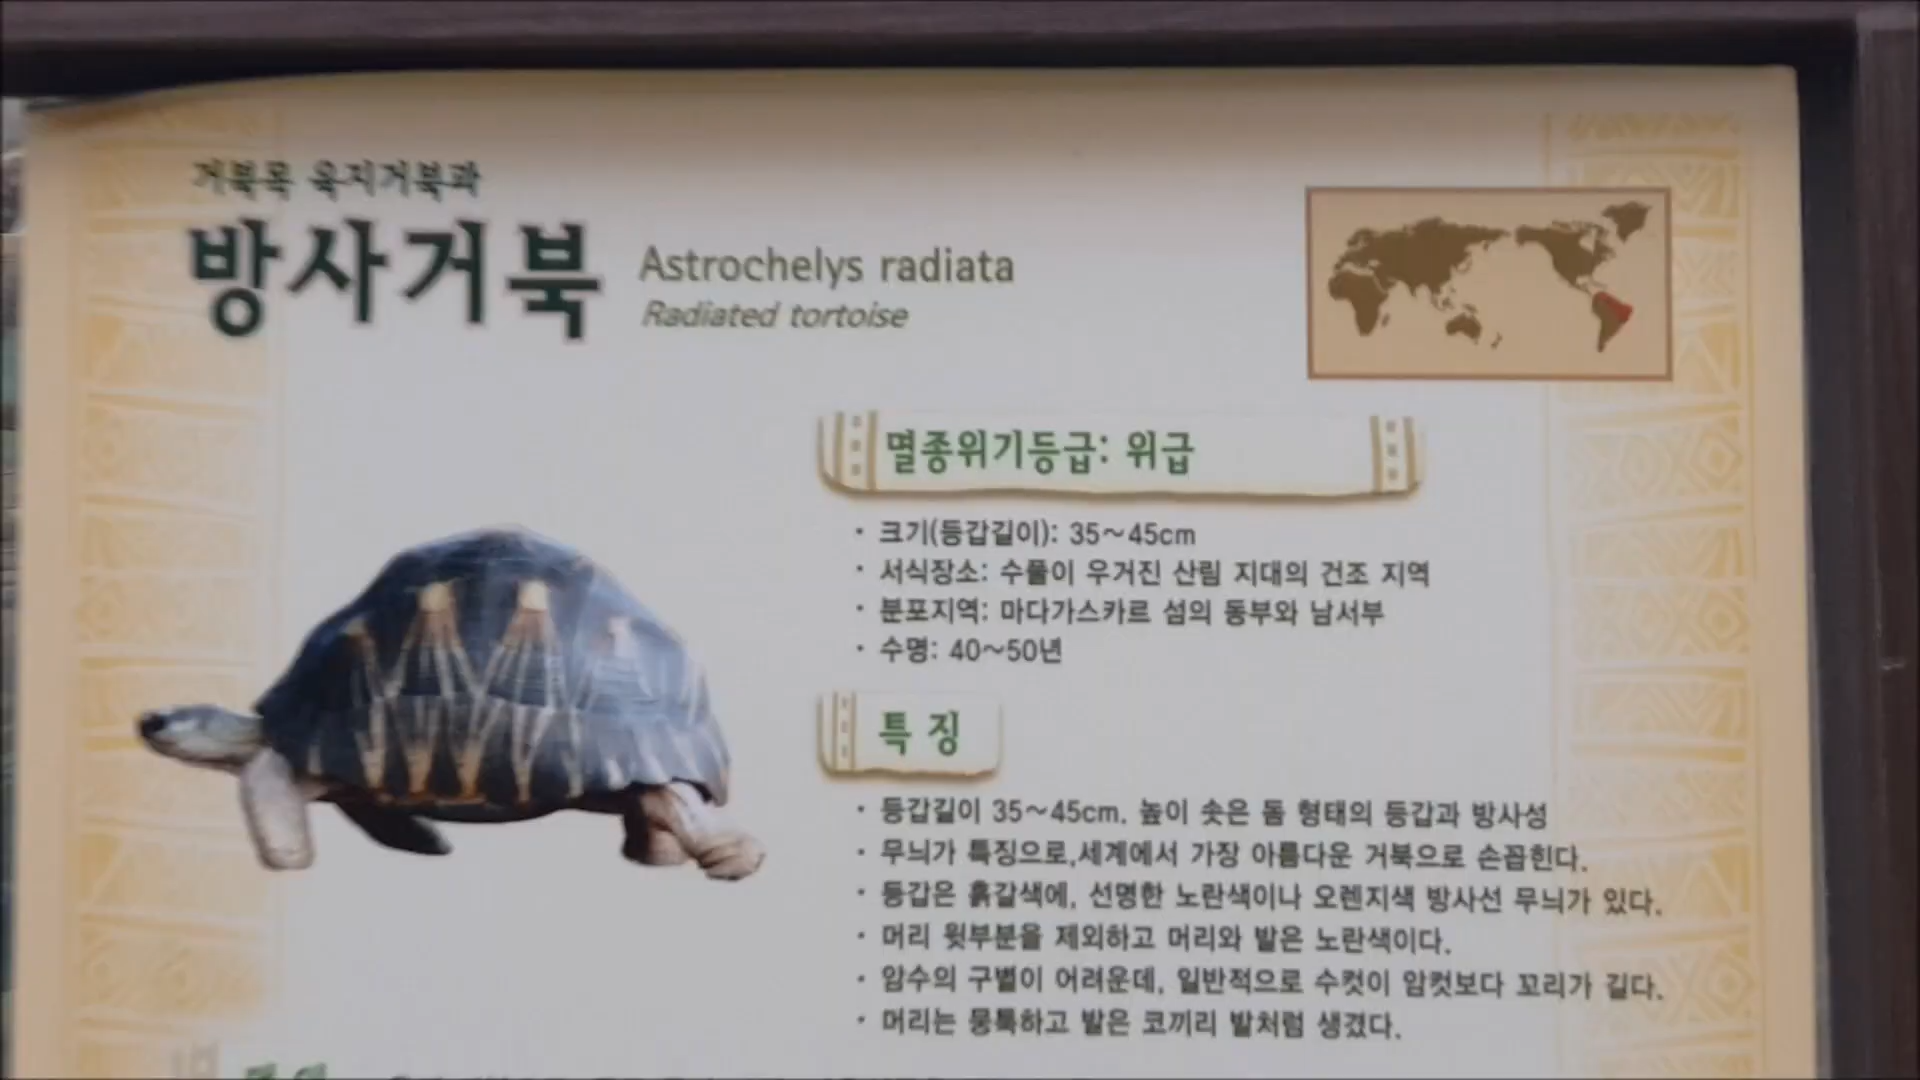 거북목 육지거북과
방사거북
Astrochelys radiata
Radiated tortoise
멸종위기등급: 위급
· 크기(등갑길이): 35~45cm
· 서식장소: 수풀이 우거진 산림 지대의 건조 지역
· 분포지역: 마다가스카르 섬의 동부와 남서부
· 수명: 40~50년
특 징
· 등갑길이 35~45cm, 높이 솟은 돔 형태의 등갑과 방사성
· 무늬가 특징으로,세계에서 가장 아름다운 거북으로 손꼽힌다.
· 등갑은 흙갈색에, 선명한 노란색이나 오렌지색 방사선 무늬가 있다.
· 머리 윗부분을 제외하고 머리와 발은 노란색이다.
· 암수의 구별이 어려운데, 일반적으로 수컷이 암컷보다 꼬리가 길다.
· 머리는 뭉툭하고 발은 코끼리 발처럼 생겼다.